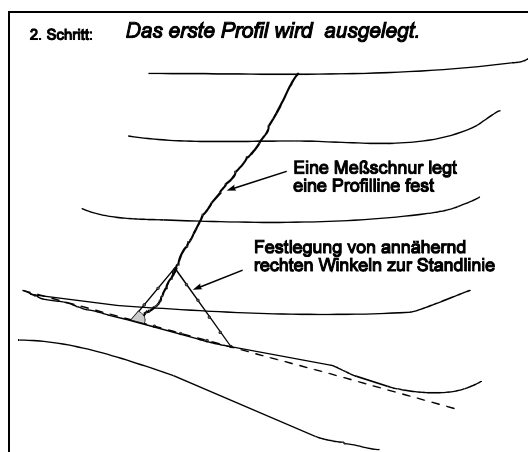 2. Schritt: Das erste Profil wird ausgelegt.
Eine Meßschnur legt
eine Profilline fest
Festlegung von annähernd
rechten Winkeln zur Standlinie